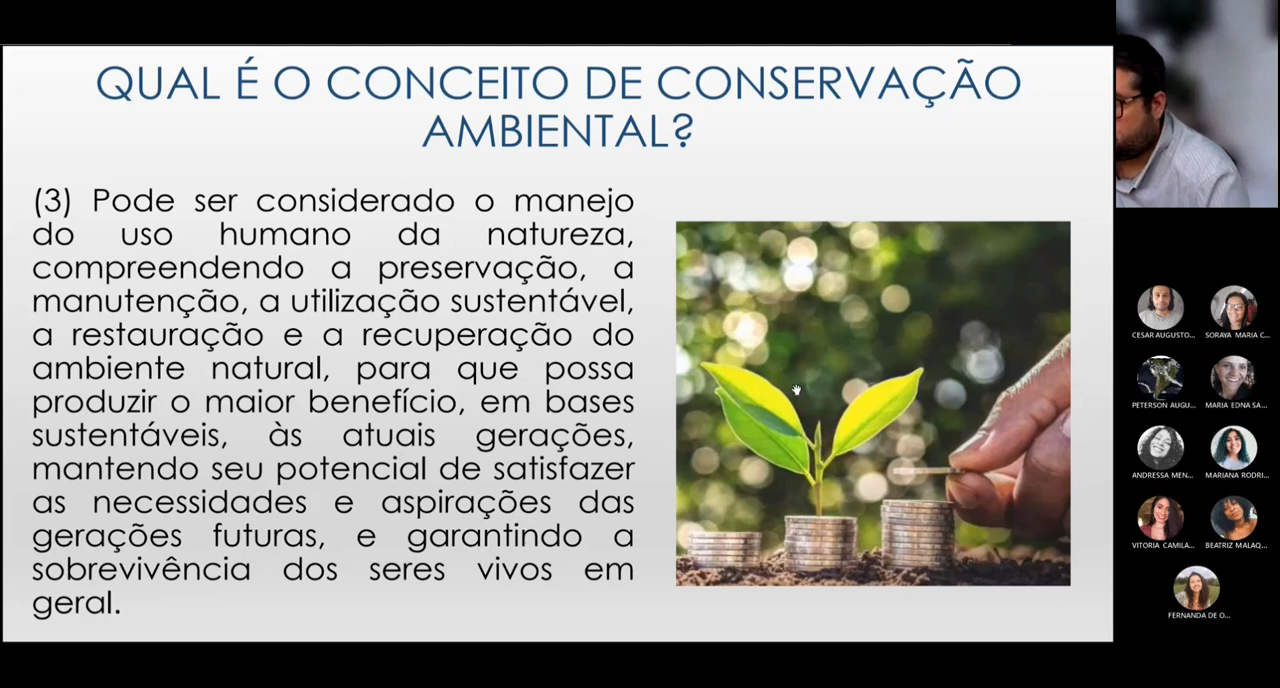 QUAL É O CONCEITO DE CONSERVAÇÃO
AMBIENTAL?
(3) Pode ser considerado o manejo
do uso humano da natureza,
compreendendo a preservação, a
manutenção, a utilização sustentável,
a restauração e a recuperação do
ambiente natural, para que possa
produzir o maior benefício, em bases
sustentáveis, às atuais gerações,
mantendo seu potencial de satisfazer
as necessidades e aspirações das
gerações futuras, e garantindo a
sobrevivência dos seres vivos em
geral.
CESAR AUGUSTO...
SORAYA MARIA C...
PETERSON AUGU...
MARIA EDNA SA...
ANDRESSA MEN...
MARIANA RODRI...
VITORIA CAMILA...
BEATRIZ MALAQ...
FERNANDA DE O...